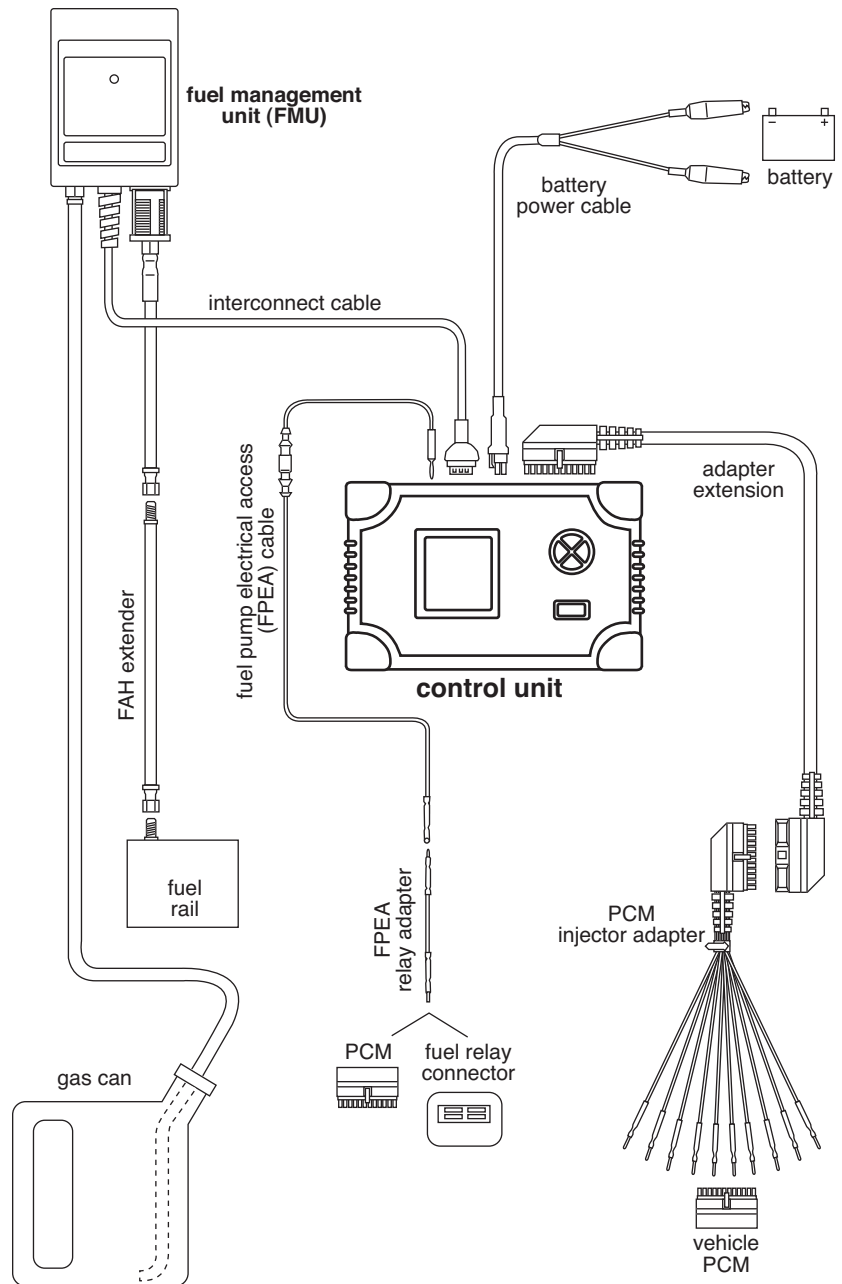 fuel management
unit (FMU)
battery
power cable
−
+
battery
interconnect cable
adapter
extension
fuel pump electrical access
(FPEA) cable
control unit
FAH extender
fuel
rail
FPEA
relay adapter
PCM
injector adapter
PCM
fuel relay
connector
gas can
vehicle
PCM